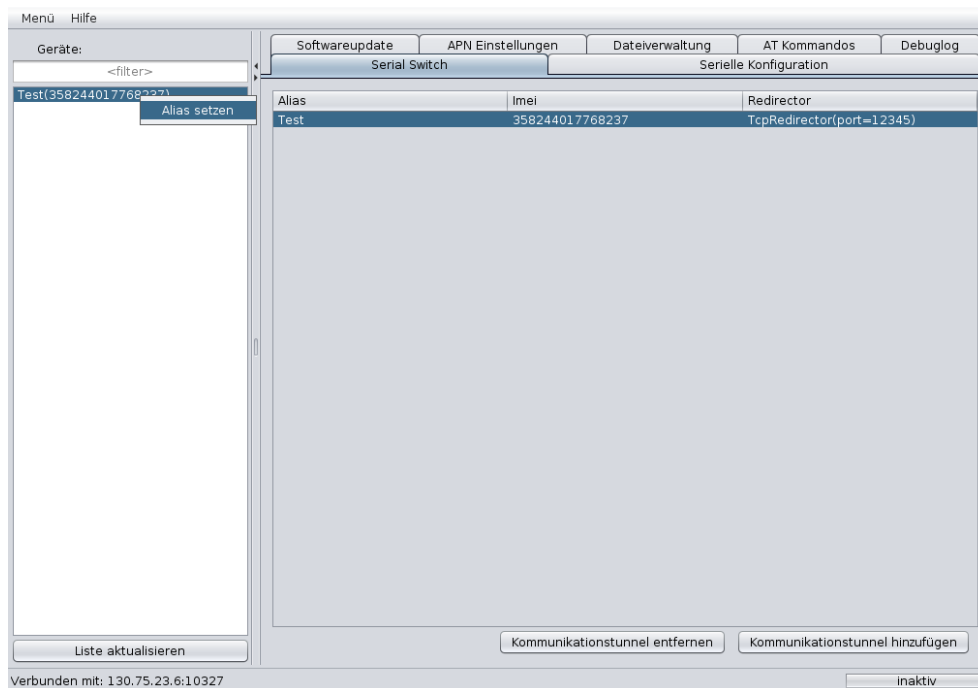 Menü Hilfe
Geräte:
<filter>
Test(358244017768237)
Alias setzen
Liste aktualisieren
Softwareupdate APN Einstellungen Dateiverwaltung AT Kommandos Debuglog
Serial Switch Serielle Konfiguration
Alias Imei Redirector
Test 358244017768237 TcpRedirector(port=12345)
Kommunikationstunnel entfernen Kommunikationstunnel hinzufügen
Verbunden mit: 130.75.23.6:10327 inaktiv